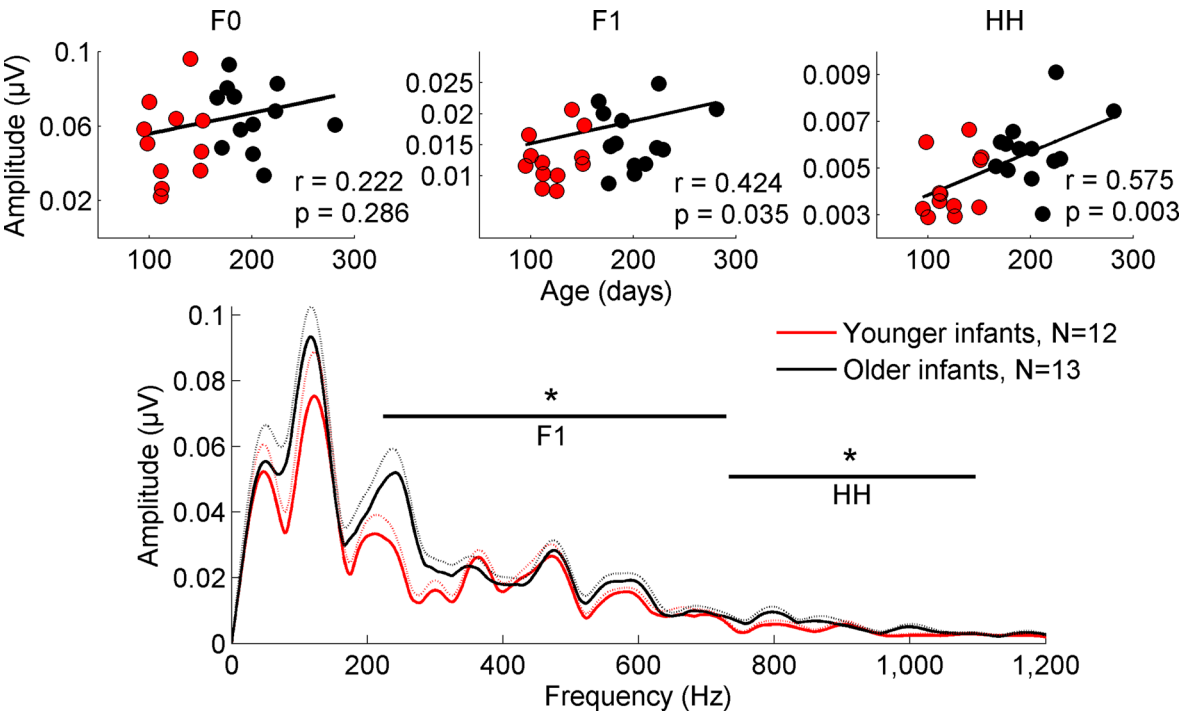 F0
F1
HH
Amplitude (µV)
0.1
0.06
0.02
r = 0.222
p = 0.286
100
200
300
0.025
0.02
0.015
0.01
r = 0.424
p = 0.035
100
200
300
0.009
0.007
0.005
0.003
r = 0.575
p = 0.003
100
200
300
Age (days)
Amplitude (µV)
0.1
0.08
0.06
0.04
0.02
0
Younger infants, N=12
Older infants, N=13
*
F1
*
HH
0
200
400
600
800
1,000
1,200
Frequency (Hz)